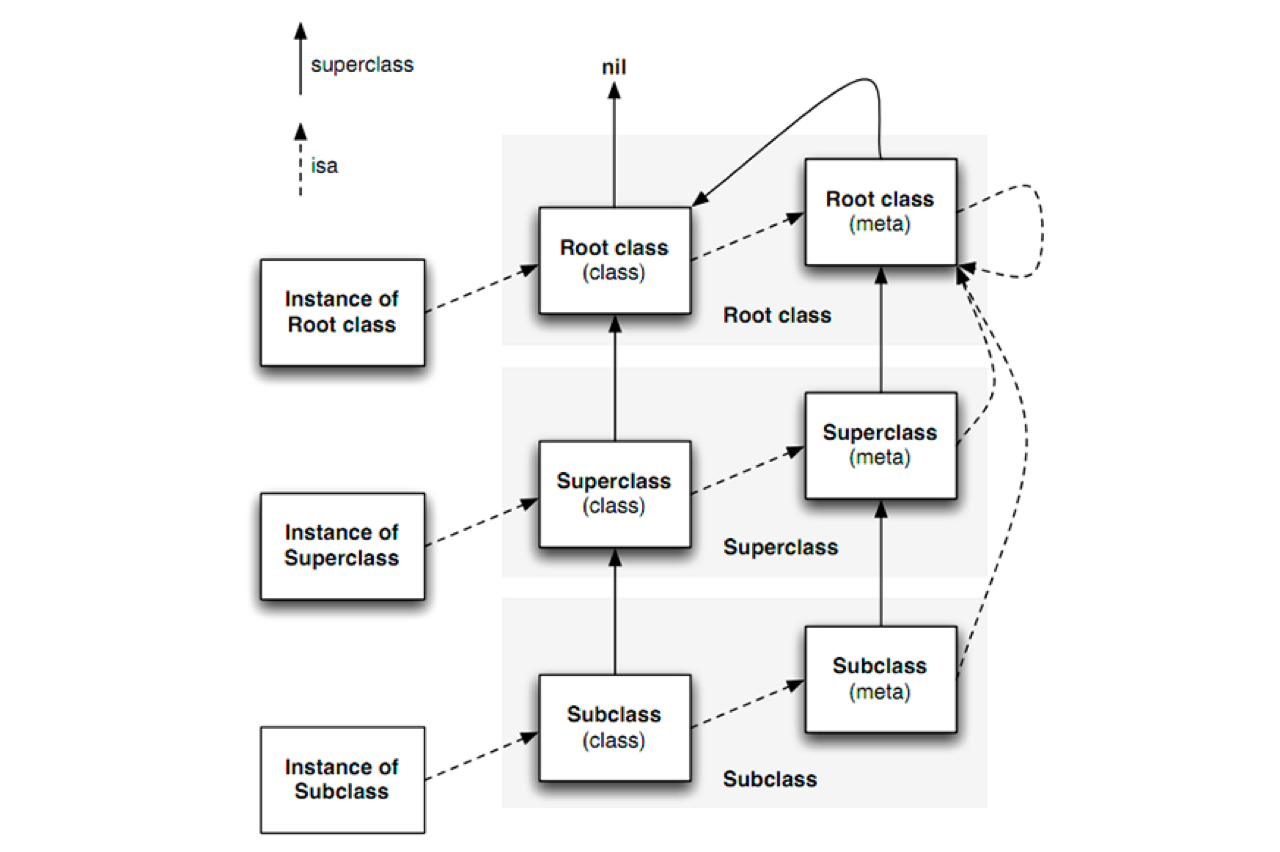 superclass
nil
isa
Root class
(meta)
Root class
(class)
Instance of
Root class
Root class
Superclass
(meta)
Superclass
(class)
Instance of
Superclass
Superclass
Subclass
(meta)
Subclass
(class)
Instance of
Subclass
Subclass